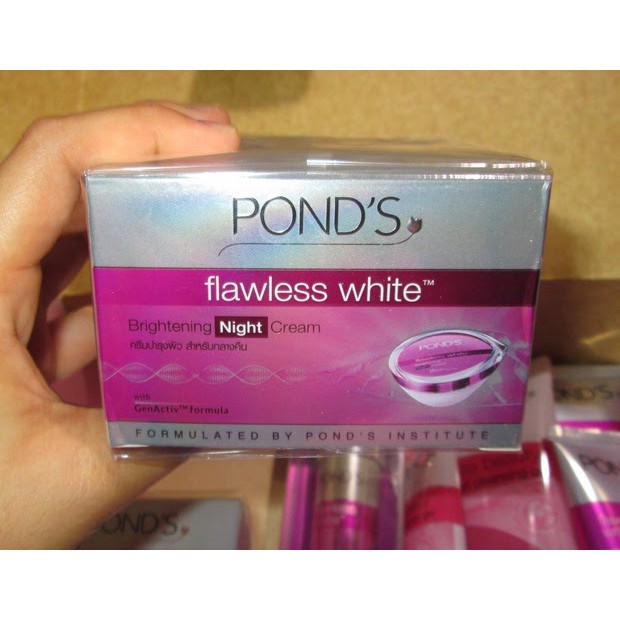 POND'S
flawless white™
Brightening Night Cream
ครีมบำรุงผิว สำหรับกลางคืน
POND'S
with
GenActiv™ formula
FORMULATED BY POND'S INSTITUTE
POND'S